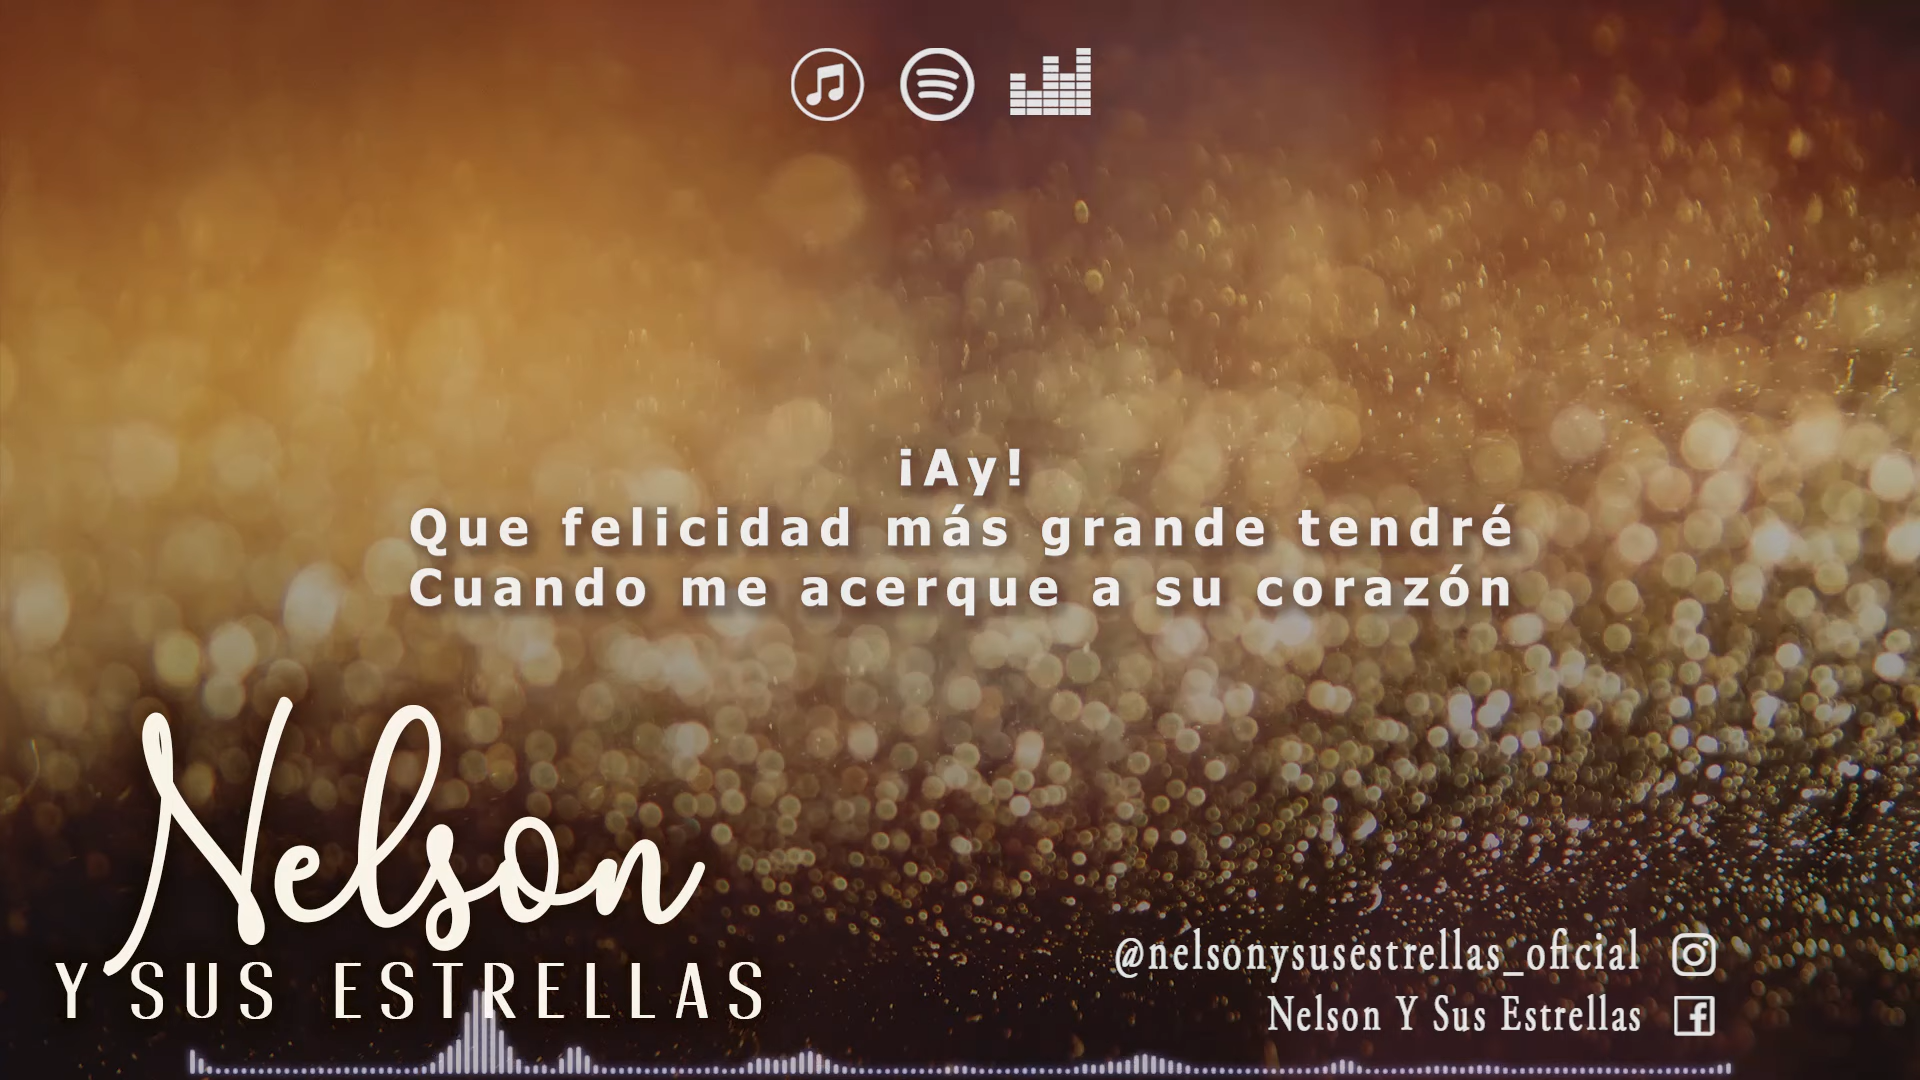 ¡Ay!
Que felicidad más grande tendré
Cuando me acerque a su corazón
Nelson
Y SUS ESTRELLAS
@nelsonysusestrellas_oficial
Nelson Y Sus Estrellas